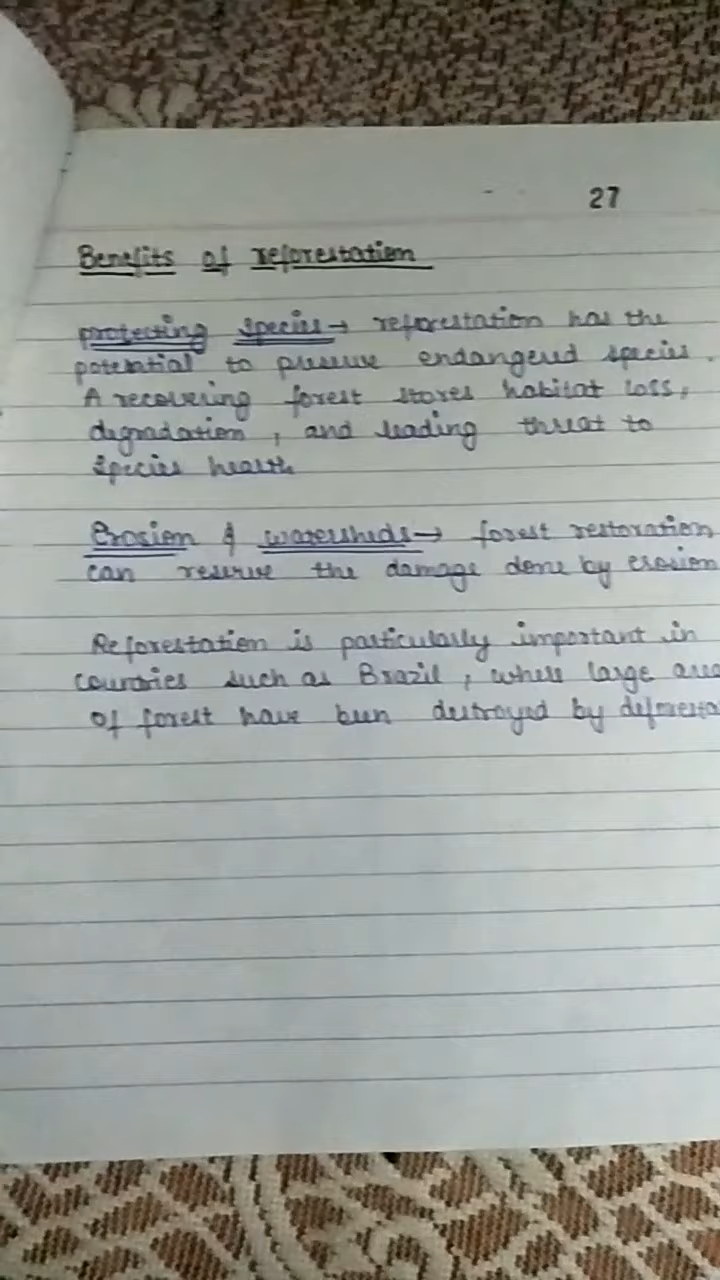 27
Benefits of reforestation
protecting species → reforestation has the
potential to preserve endangered species.
A recovering forest stores habitat loss,
degradation, and leading threat to
species health
Erosion & watersheds → forest restoration
can reserve the damage done by erosion
Reforestation is particularly important in
countries such as Brazil, where large
of forest have been destroyed by